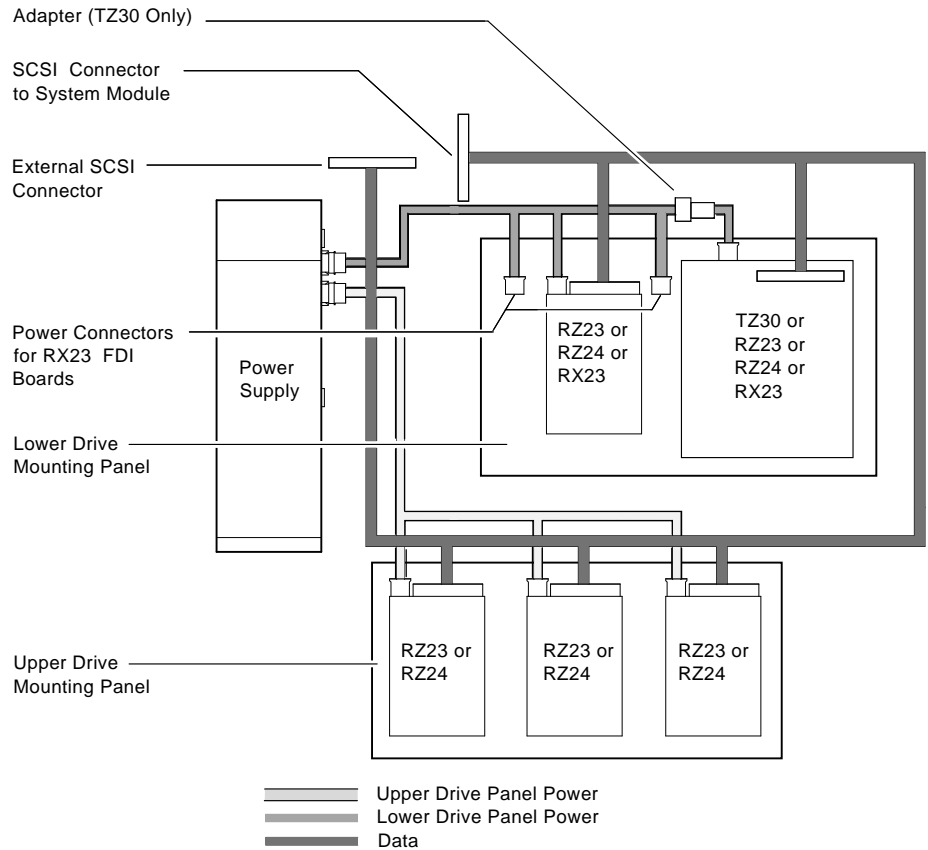 Adapter (TZ30 Only)
SCSI Connector
to System Module
External SCSI
Connector
Power Connectors
for RX23 FDI
Boards
Power
Supply
RZ23 or
RZ24 or
RX23
TZ30 or
RZ23 or
RZ24 or
RX23
Lower Drive
Mounting Panel
Upper Drive
Mounting Panel
RZ23 or
RZ24
RZ23 or
RZ24
RZ23 or
RZ24
Upper Drive Panel Power
Lower Drive Panel Power
Data